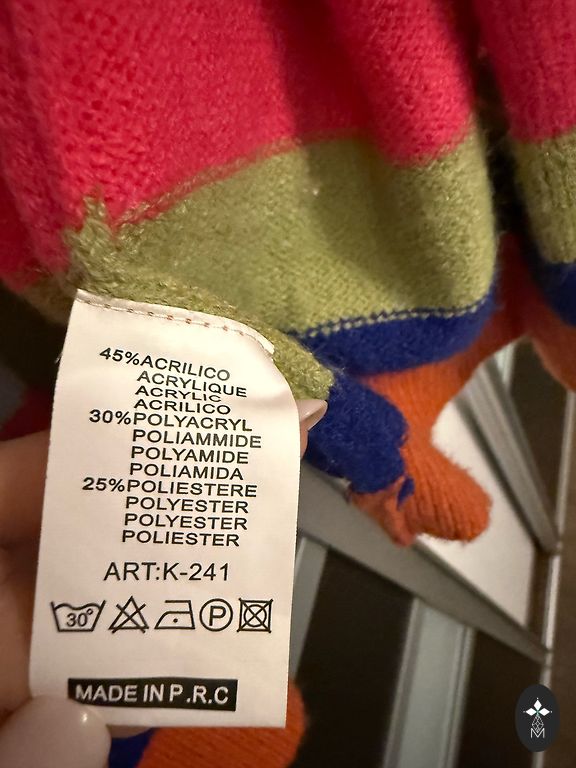 45%ACRILICO
ACRYLIQUE
ACRYLIC
ACRILICO
30%POLYACRYL
POLIAMMIDE
POLYAMIDE
POLIAMIDA
25%POLIESTERE
POLYESTER
POLYESTER
POLIESTER
ART:K-241
30° P
MADE IN P.R.C
M